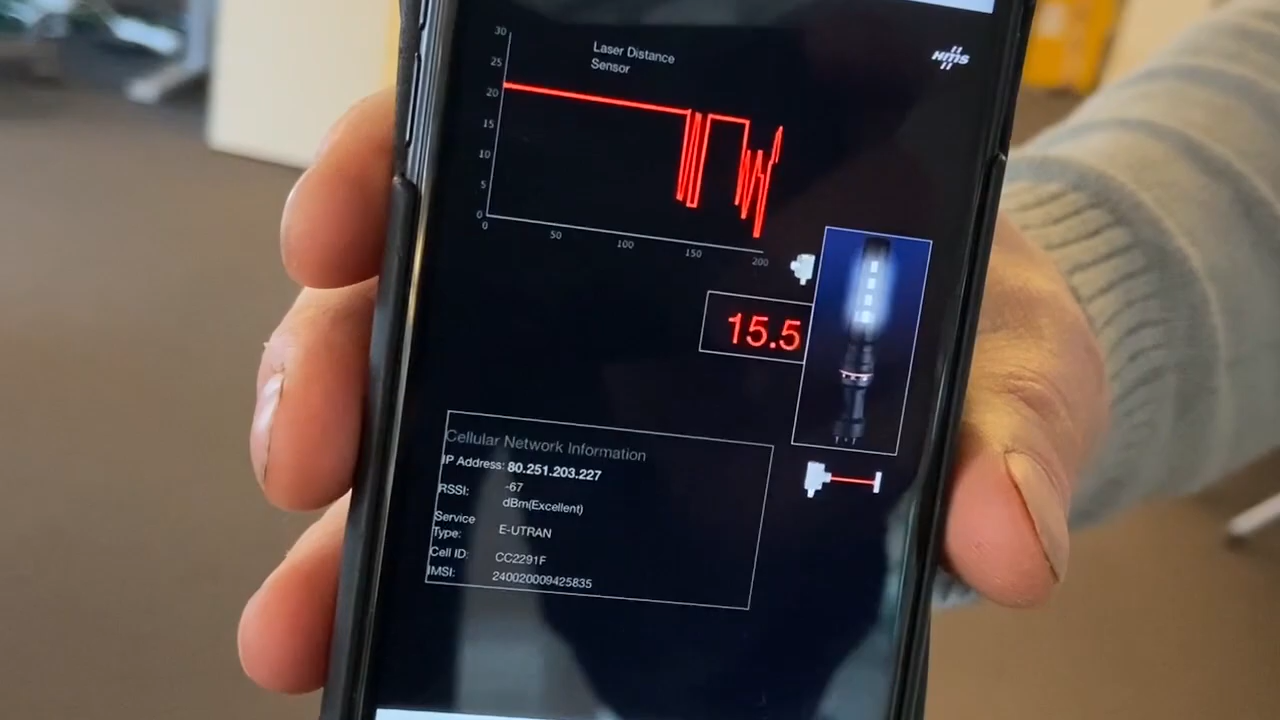 30
25
20
15
10
5
0
0
50
100
150
200
Laser Distance
Sensor
HMS
15.5
Cellular Network Information
IP Address: 80.251.203.227
RSSI: -67
dBm(Excellent)
Service
Type: E-UTRAN
Cell ID: CC2291F
IMSI: 240020009425835